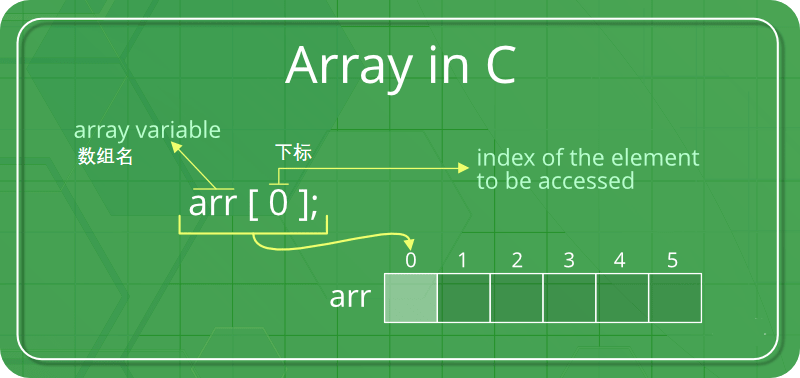 Array in C
array variable
数组名
下标
index of the element
to be accessed
arr [ 0 ];
0 1 2 3 4 5
arr